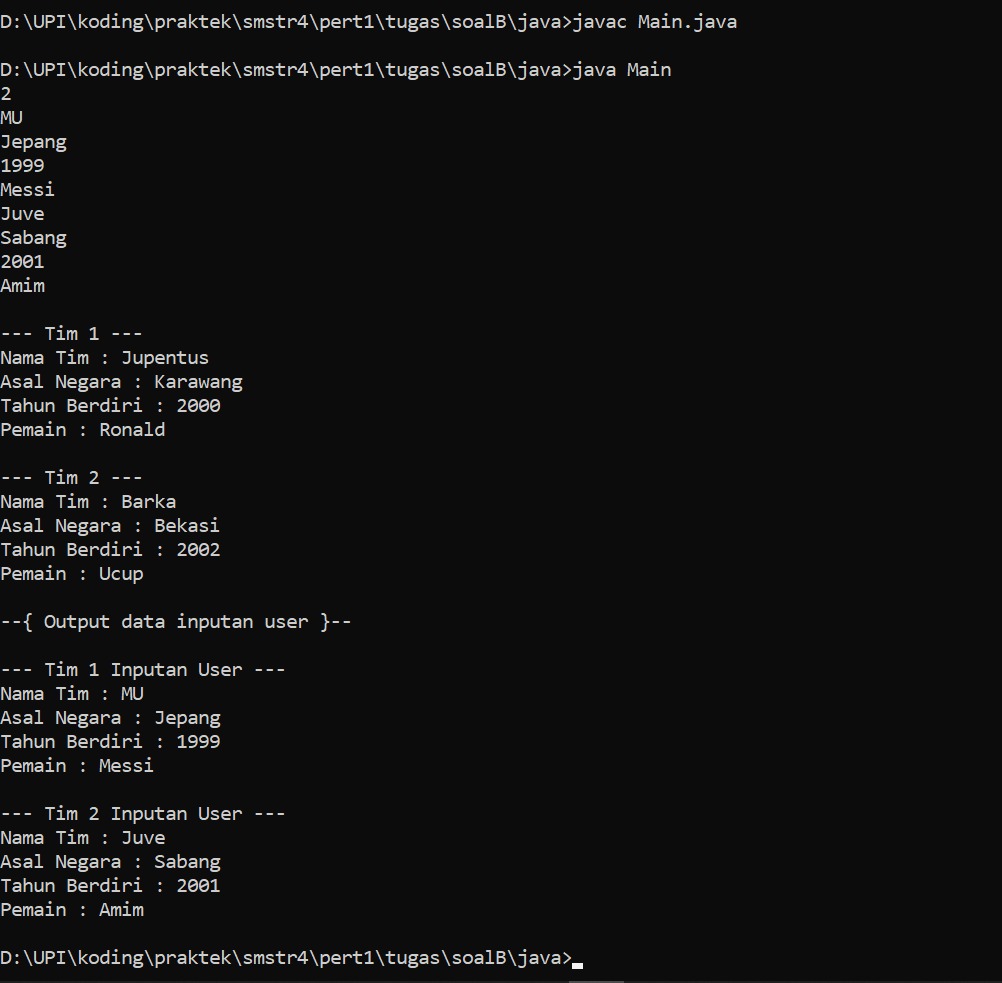 D:\UPI\koding\praktek\smstr4\pert1\tugas\soalB\java>javac Main.java
D:\UPI\koding\praktek\smstr4\pert1\tugas\soalB\java>java Main
2
MU
Jepang
1999
Messi
Juve
Sabang
2001
Amim
--- Tim 1 ---
Nama Tim : Jupentus
Asal Negara : Karawang
Tahun Berdiri : 2000
Pemain : Ronald
--- Tim 2 ---
Nama Tim : Barka
Asal Negara : Bekasi
Tahun Berdiri : 2002
Pemain : Ucup
--{ Output data inputan user }--
--- Tim 1 Inputan User ---
Nama Tim : MU
Asal Negara : Jepang
Tahun Berdiri : 1999
Pemain : Messi
--- Tim 2 Inputan User ---
Nama Tim : Juve
Asal Negara : Sabang
Tahun Berdiri : 2001
Pemain : Amim
D:\UPI\koding\praktek\smstr4\pert1\tugas\soalB\java>